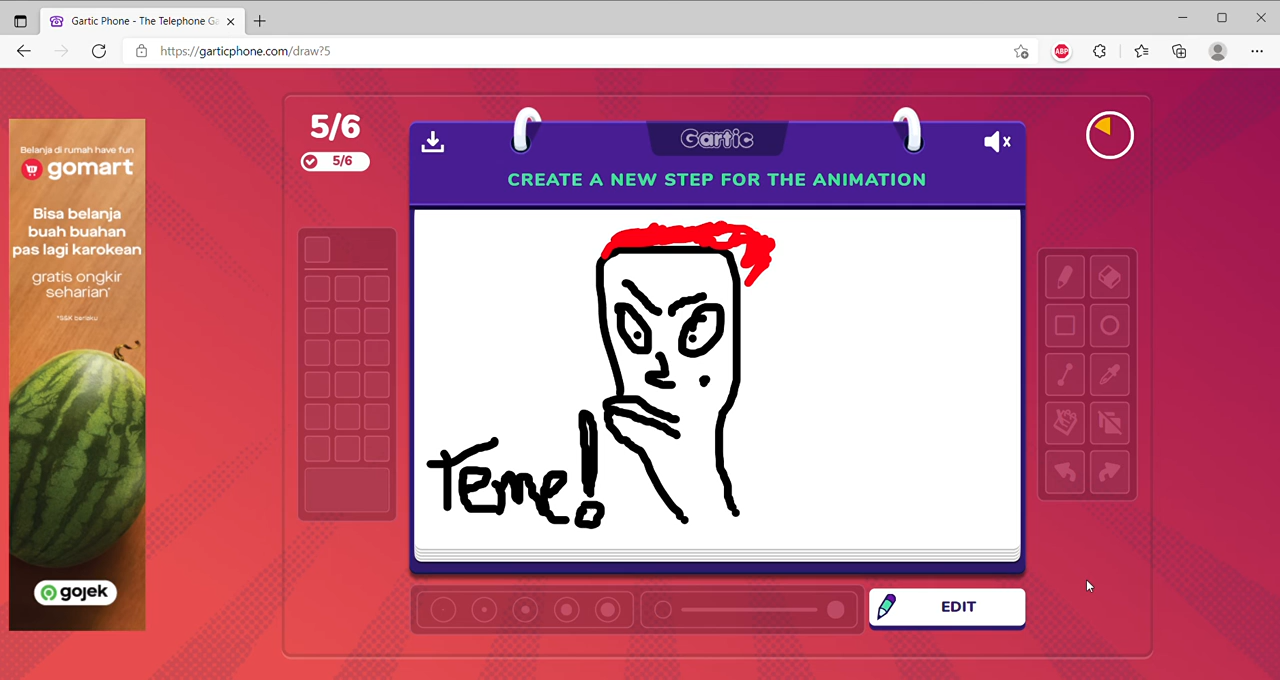 Gartic Phone - The Telephone Ga
https://garticphone.com/draw?5
ABP
5/6
5/6
Gartic
CREATE A NEW STEP FOR THE ANIMATION
Teme!
EDIT
Belanja di rumah have fun
gomart
Bisa belanja
buah buahan
pas lagi karokean
gratis ongkir
seharian*
gojek